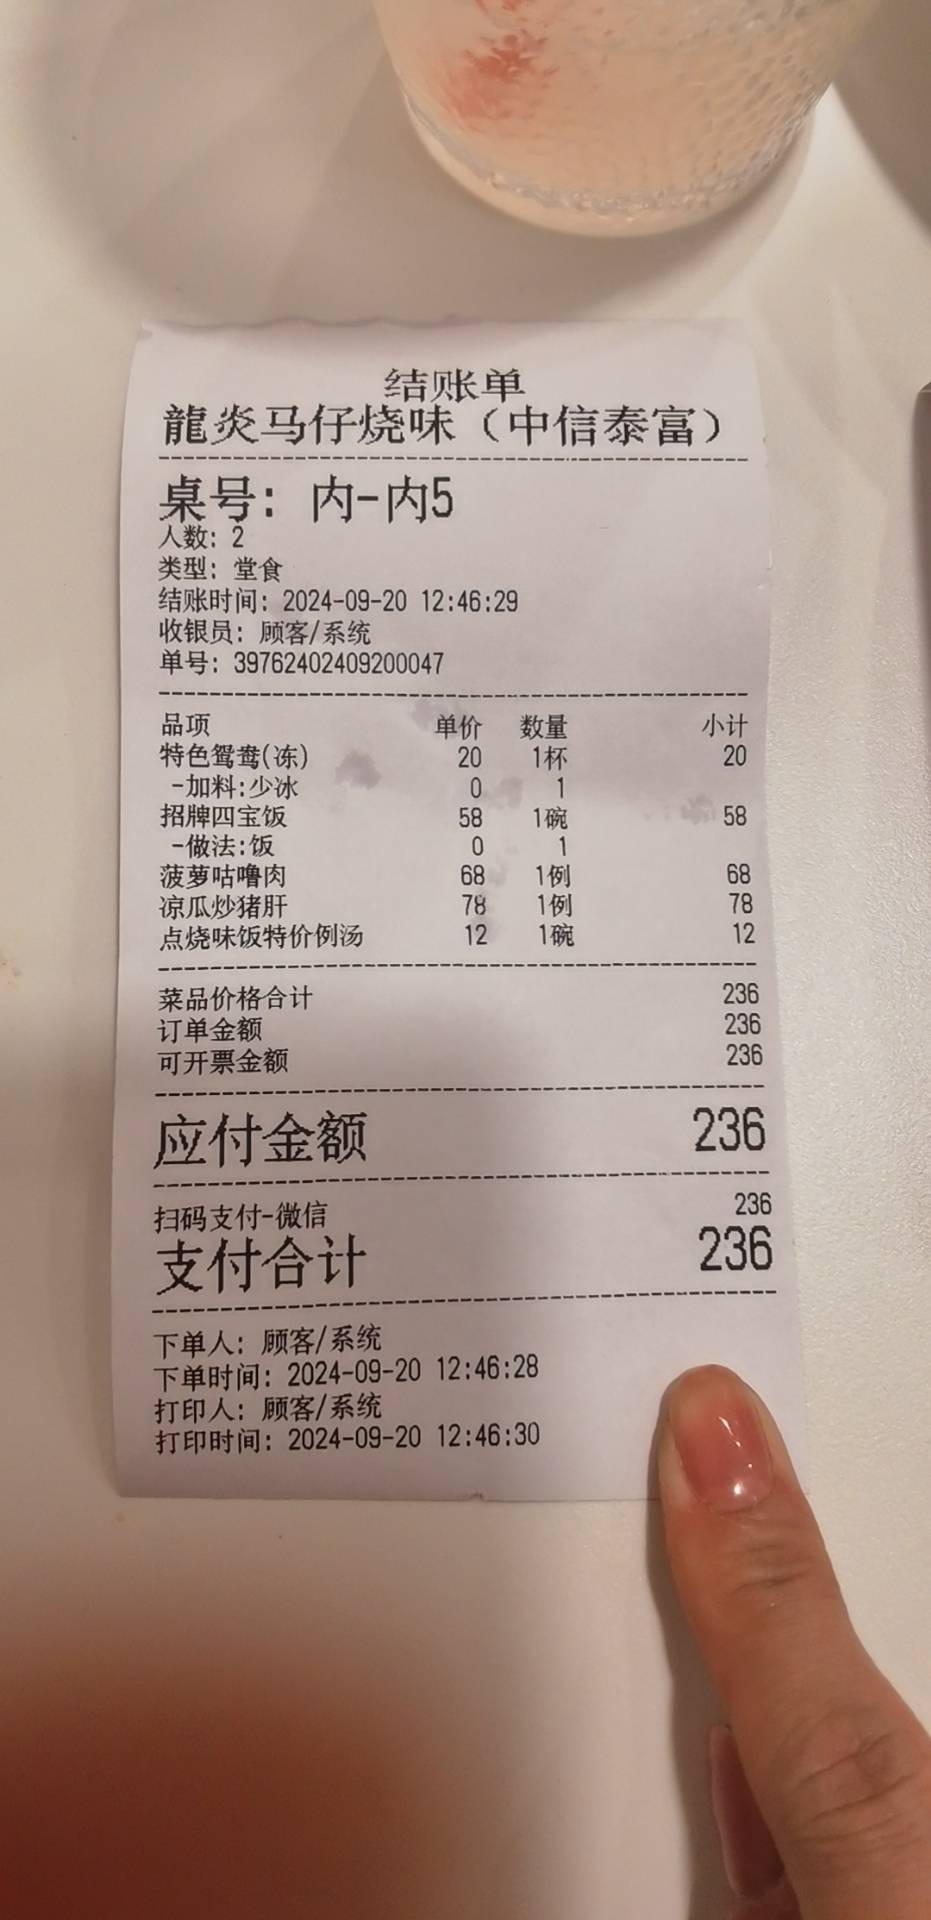 结账单
龍炎马仔烧味（中信泰富）
桌号: 内-内5
人数: 2
类型: 堂食
结账时间: 2024-09-20 12:46:29
收银员: 顾客/系统
单号: 39762402409200047
品项 单价 数量 小计
特色鸳鸯(冻) 20 1杯 20
-加料:少冰 0 1
招牌四宝饭 58 1碗 58
-做法:饭 0 1
菠萝咕噜肉 68 1例 68
凉瓜炒猪肝 78 1例 78
点烧味饭特价例汤 12 1碗 12
菜品价格合计 236
订单金额 236
可开票金额 236
应付金额 236
扫码支付-微信 236
支付合计 236
下单人: 顾客/系统
下单时间: 2024-09-20 12:46:28
打印人: 顾客/系统
打印时间: 2024-09-20 12:46:30